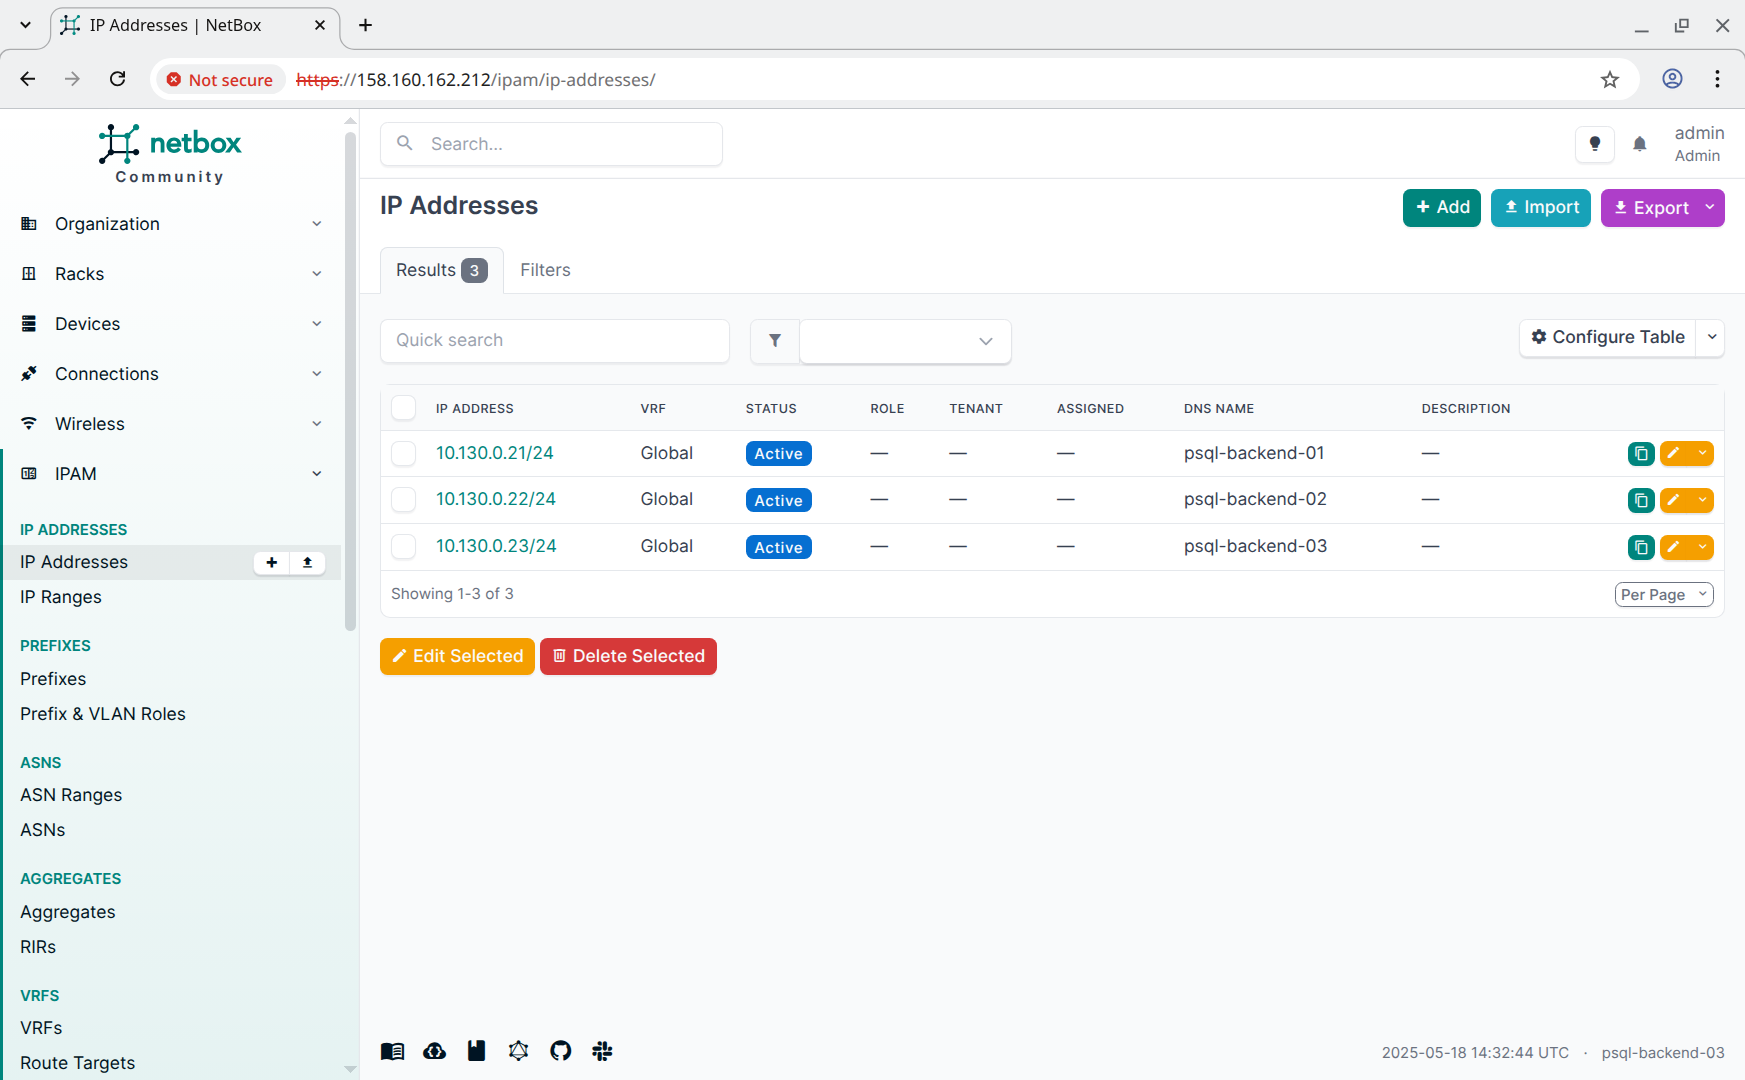 IP Addresses | NetBox
Not secure https://158.160.162.212/ipam/ip-addresses/
netbox
Community
Search...
admin
Admin
Organization
Racks
Devices
Connections
Wireless
IPAM
IP ADDRESSES
IP Addresses
IP Ranges
PREFIXES
Prefixes
Prefix & VLAN Roles
ASNS
ASN Ranges
ASNs
AGGREGATES
Aggregates
RIRs
VRFS
VRFs
Route Targets
IP Addresses
+ Add Import Export
Results 3 Filters
Quick search
Configure Table
IP ADDRESS VRF STATUS ROLE TENANT ASSIGNED DNS NAME DESCRIPTION
10.130.0.21/24 Global Active — — — psql-backend-01 —
10.130.0.22/24 Global Active — — — psql-backend-02 —
10.130.0.23/24 Global Active — — — psql-backend-03 —
Showing 1-3 of 3 Per Page
Edit Selected Delete Selected
2025-05-18 14:32:44 UTC · psql-backend-03